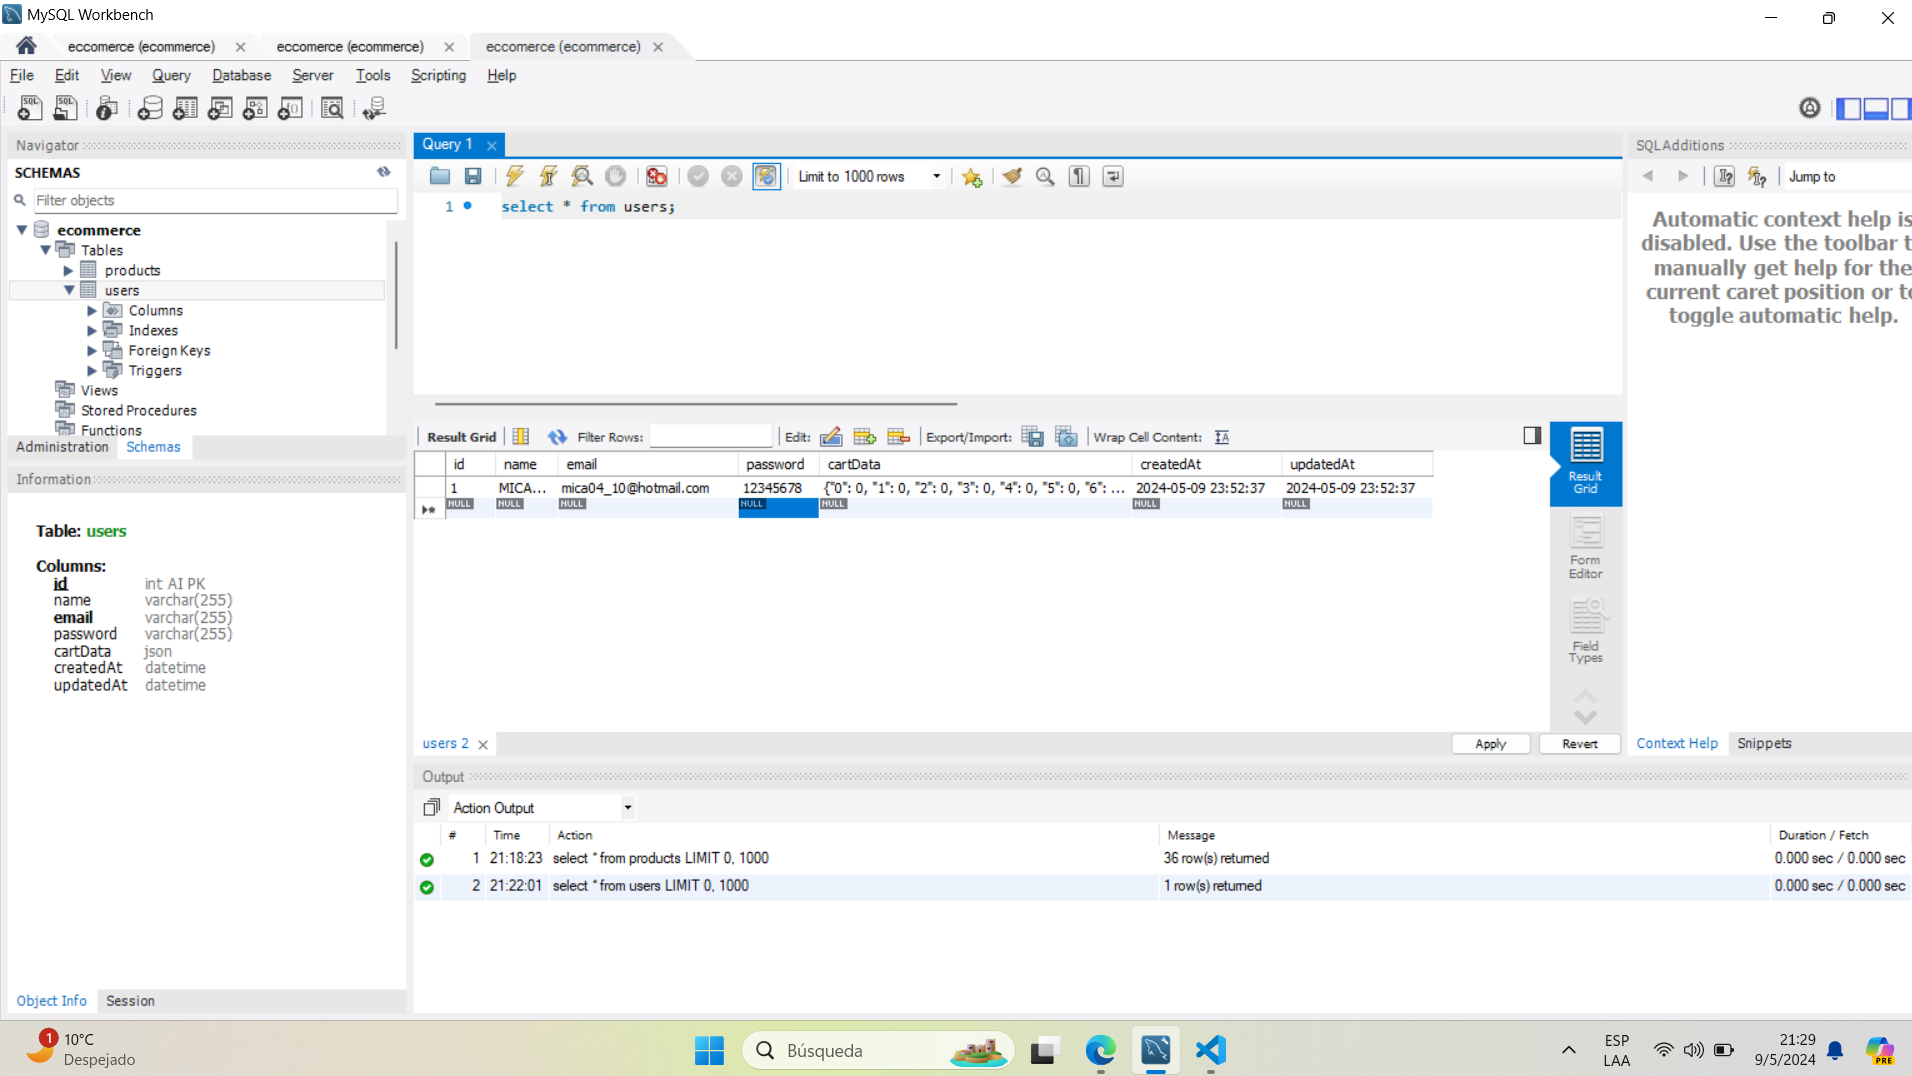 MySQL Workbench
eccomerce (ecommerce)
eccomerce (ecommerce)
eccomerce (ecommerce)
File Edit View Query Database Server Tools Scripting Help
Navigator
SCHEMAS
Filter objects
ecommerce
Tables
products
users
Columns
Indexes
Foreign Keys
Triggers
Views
Stored Procedures
Functions
Administration Schemas
Information
Table: users
Columns:
id int AI PK
name varchar(255)
email varchar(255)
password varchar(255)
cartData json
createdAt datetime
updatedAt datetime
Object Info Session
Query 1
Limit to 1000 rows
1 select * from users;
Result Grid Filter Rows: Edit: Export/Import: Wrap Cell Content:
id name email password cartData createdAt updatedAt
1 MICA... mica04_10@hotmail.com 12345678 {"0": 0, "1": 0, "2": 0, "3": 0, "4": 0, "5": 0, "6": ... 2024-05-09 23:52:37 2024-05-09 23:52:37
NULL NULL NULL NULL NULL NULL NULL
Result
Grid
Form
Editor
Field
Types
users 2
Apply Revert
SQLAdditions
Jump to
Automatic context help is
disabled. Use the toolbar t
manually get help for the
current caret position or to
toggle automatic help.
Context Help Snippets
Output
Action Output
# Time Action Message Duration / Fetch
1 21:18:23 select * from products LIMIT 0, 1000 36 row(s) returned 0.000 sec / 0.000 sec
2 21:22:01 select * from users LIMIT 0, 1000 1 row(s) returned 0.000 sec / 0.000 sec
1
10°C
Despejado
Búsqueda
ESP
LAA
21:29
9/5/2024
PRE